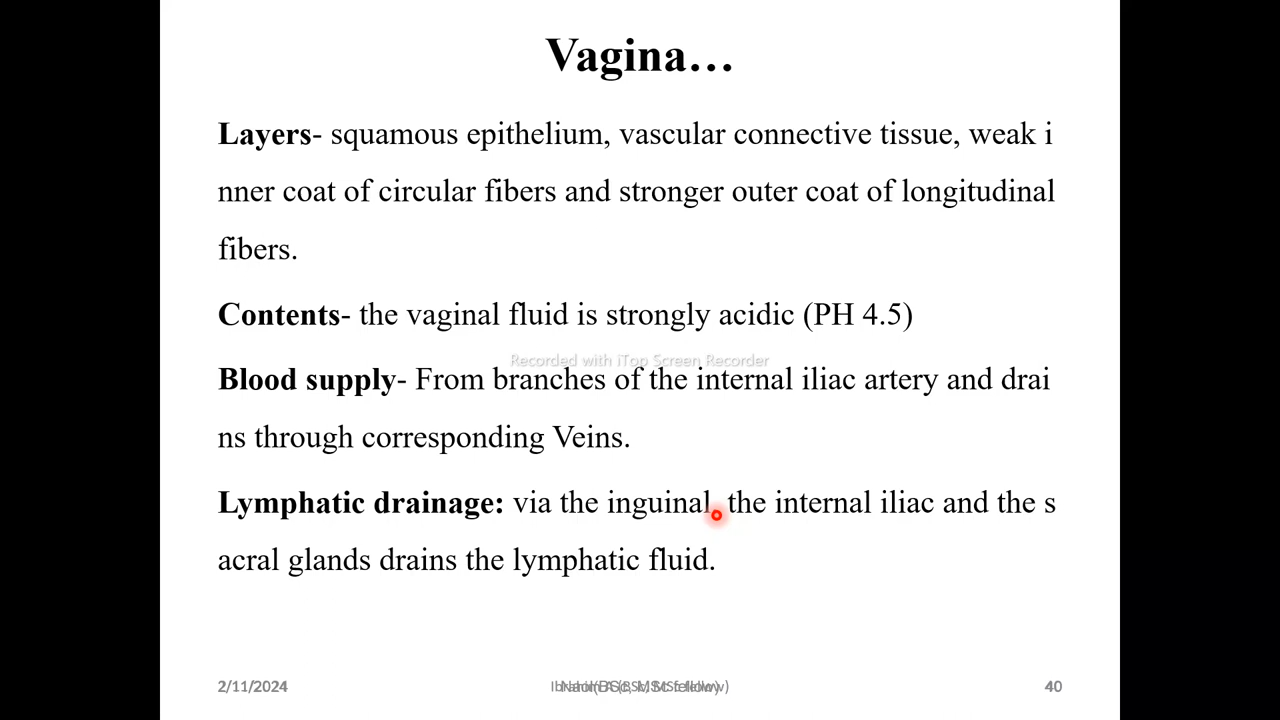 Vagina…
Layers- squamous epithelium, vascular connective tissue, weak i
nner coat of circular fibers and stronger outer coat of longitudinal
fibers.
Contents- the vaginal fluid is strongly acidic (PH 4.5)
Recorded with iTop Screen Recorder
Blood supply- From branches of the internal iliac artery and drai
ns through corresponding Veins.
Lymphatic drainage: via the inguinal, the internal iliac and the s
acral glands drains the lymphatic fluid.
2/11/2024
40